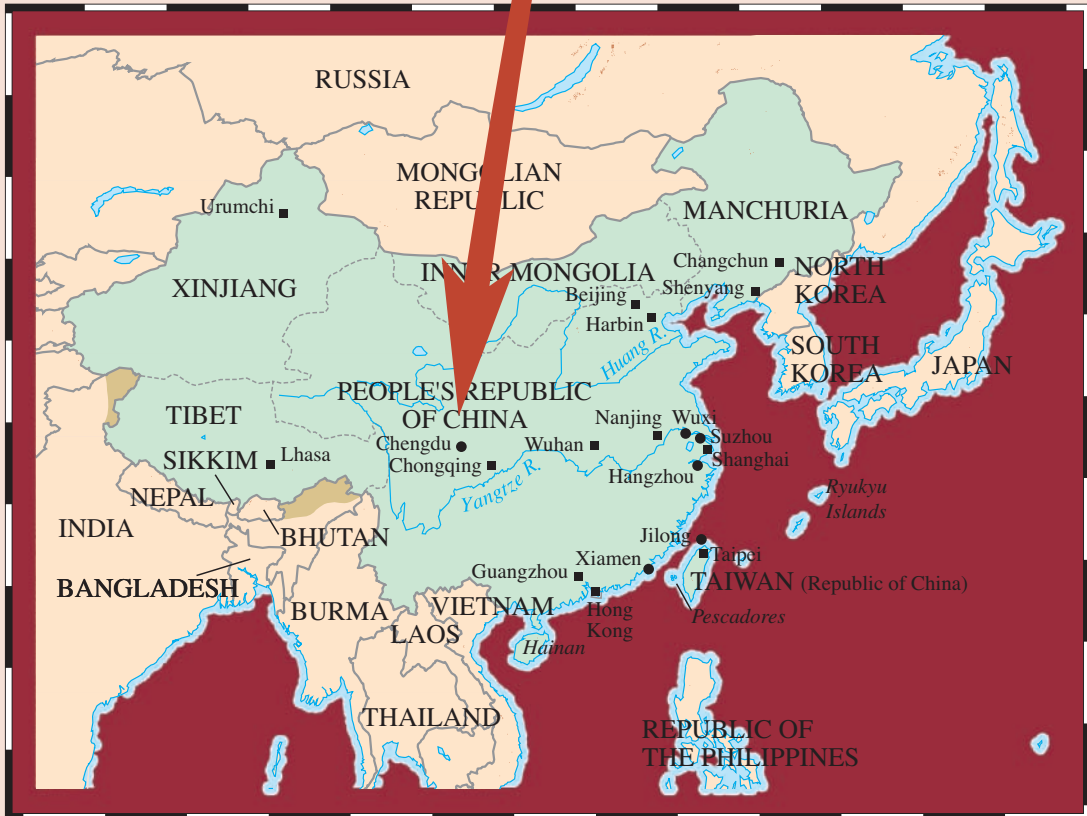 RUSSIA
MONGOLIAN
REPUBLIC
Urumchi
MANCHURIA
XINJIANG
INNER MONGOLIA
Changchun
NORTH
KOREA
Beijing
Shenyang
Harbin
Huang R.
SOUTH
KOREA
JAPAN
PEOPLE'S REPUBLIC
OF CHINA
TIBET
Nanjing
Wuxi
Suzhou
Chengdu
Wuhan
Shanghai
SIKKIM
Lhasa
Chongqing
Hangzhou
Yangtze R.
NEPAL
Ryukyu
Islands
INDIA
BHUTAN
Jilong
Taipei
Xiamen
Guangzhou
TAIWAN (Republic of China)
BANGLADESH
BURMA
VIETNAM
Hong
Kong
Pescadores
LAOS
Hainan
THAILAND
REPUBLIC OF
THE PHILIPPINES